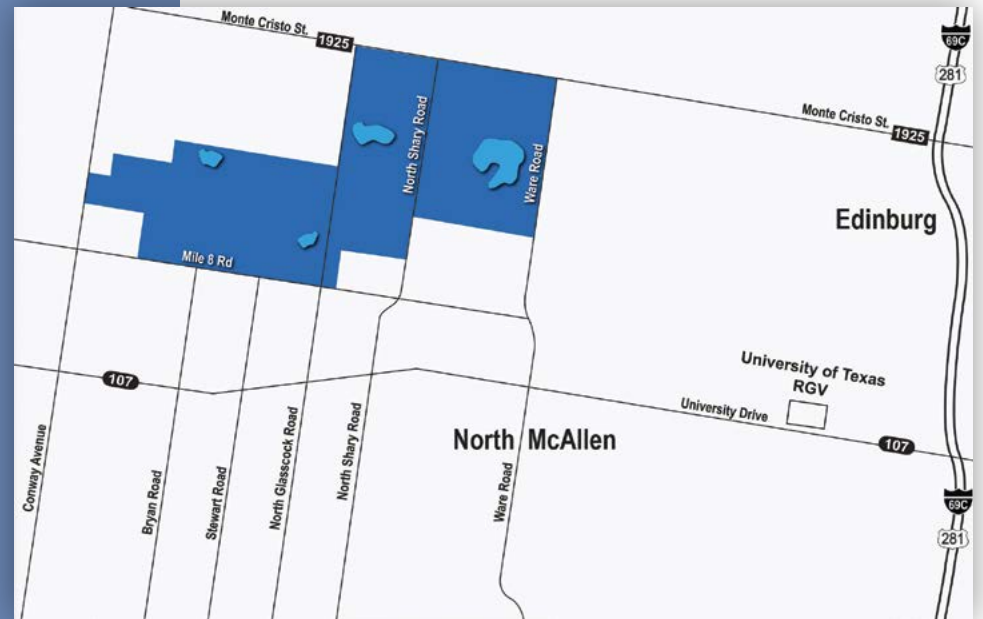 Monte Cristo St.
1925
69C
281
North Shary Road
Ware Road
Monte Cristo St.
1925
Edinburg
Mile 8 Rd
107
University of Texas
RGV
University Drive
107
North McAllen
Conway Avenue
Bryan Road
Stewart Road
North Glasscock Road
North Shary Road
Ware Road
69C
281